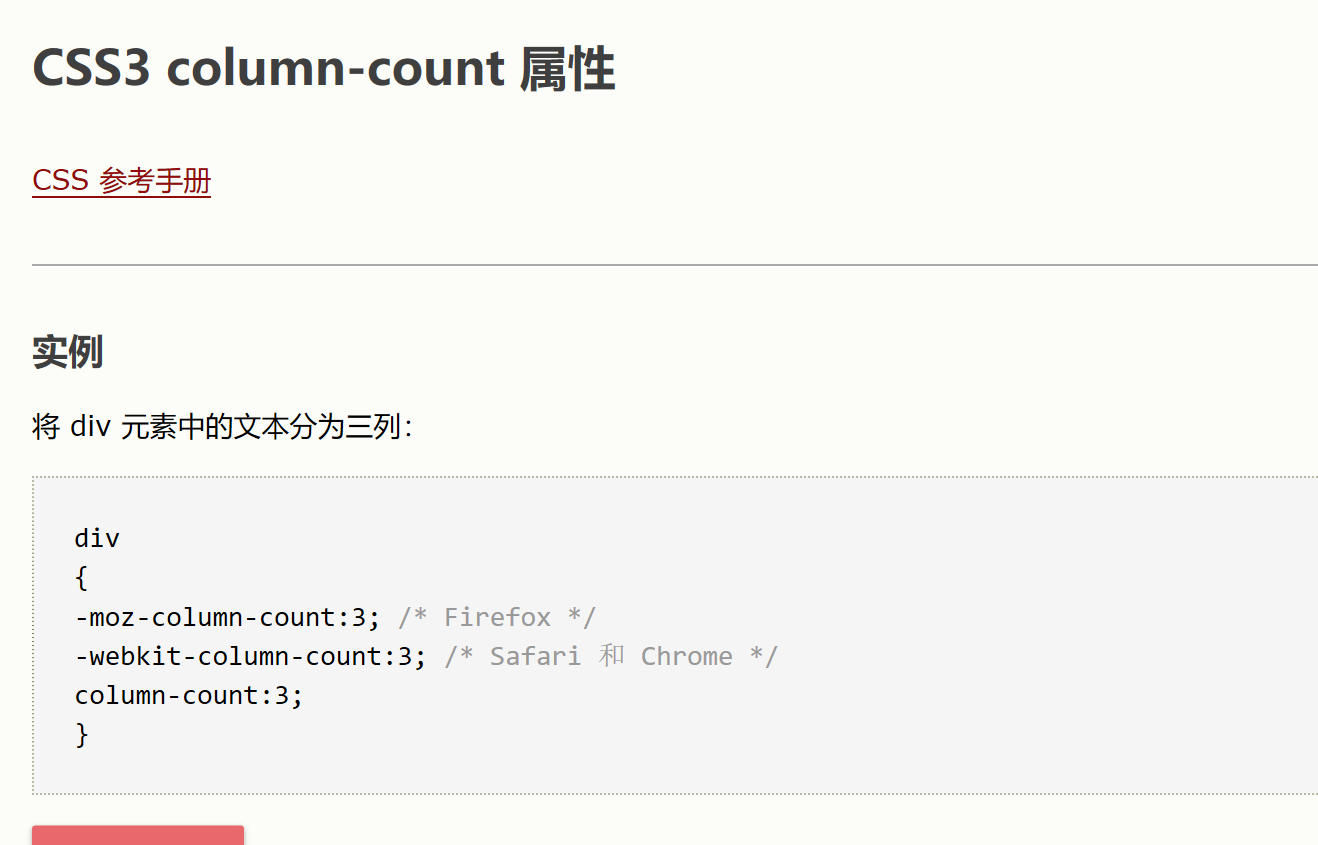 CSS3 column-count 属性
CSS 参考手册
实例
将 div 元素中的文本分为三列：
div
{
-moz-column-count:3; /* Firefox */
-webkit-column-count:3; /* Safari 和 Chrome */
column-count:3;
}